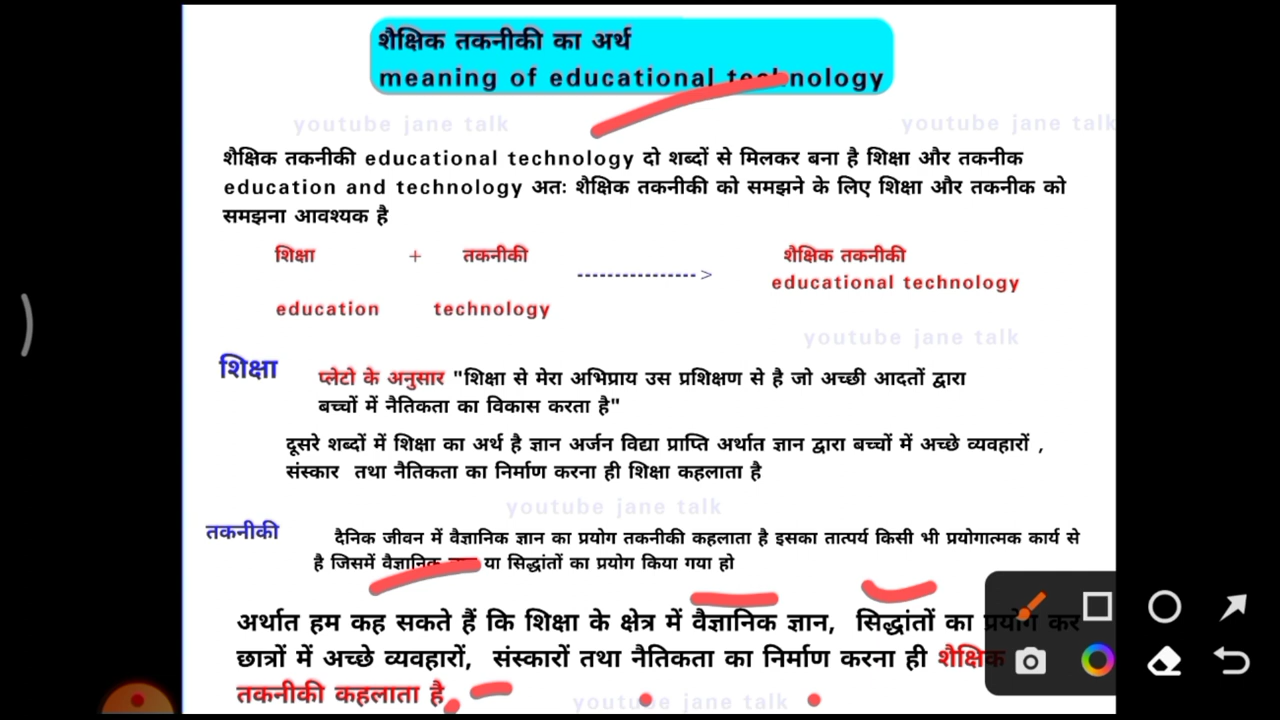 शैक्षिक तकनीकी का अर्थ
meaning of educational technology
youtube jane talk
youtube jane talk
शैक्षिक तकनीकी educational technology दो शब्दों से मिलकर बना है शिक्षा और तकनीक
education and technology अतः शैक्षिक तकनीकी को समझने के लिए शिक्षा और तकनीक को
समझना आवश्यक है
शिक्षा + तकनीकी ----------------> शैक्षिक तकनीकी
educational technology
education technology
youtube jane talk
शिक्षा
प्लेटो के अनुसार "शिक्षा से मेरा अभिप्राय उस प्रशिक्षण से है जो अच्छी आदतों द्वारा
बच्चों में नैतिकता का विकास करता है"
दूसरे शब्दों में शिक्षा का अर्थ है ज्ञान अर्जन विद्या प्राप्ति अर्थात ज्ञान द्वारा बच्चों में अच्छे व्यवहारों ,
संस्कार तथा नैतिकता का निर्माण करना ही शिक्षा कहलाता है
youtube jane talk
तकनीकी दैनिक जीवन में वैज्ञानिक ज्ञान का प्रयोग तकनीकी कहलाता है इसका तात्पर्य किसी भी प्रयोगात्मक कार्य से
है जिसमें वैज्ञानिक या सिद्धांतों का प्रयोग किया गया हो
अर्थात हम कह सकते हैं कि शिक्षा के क्षेत्र में वैज्ञानिक ज्ञान, सिद्धांतों का प्रयोग कर
छात्रों में अच्छे व्यवहारों, संस्कारों तथा नैतिकता का निर्माण करना ही शैक्षिक
तकनीकी कहलाता है
youtube jane talk